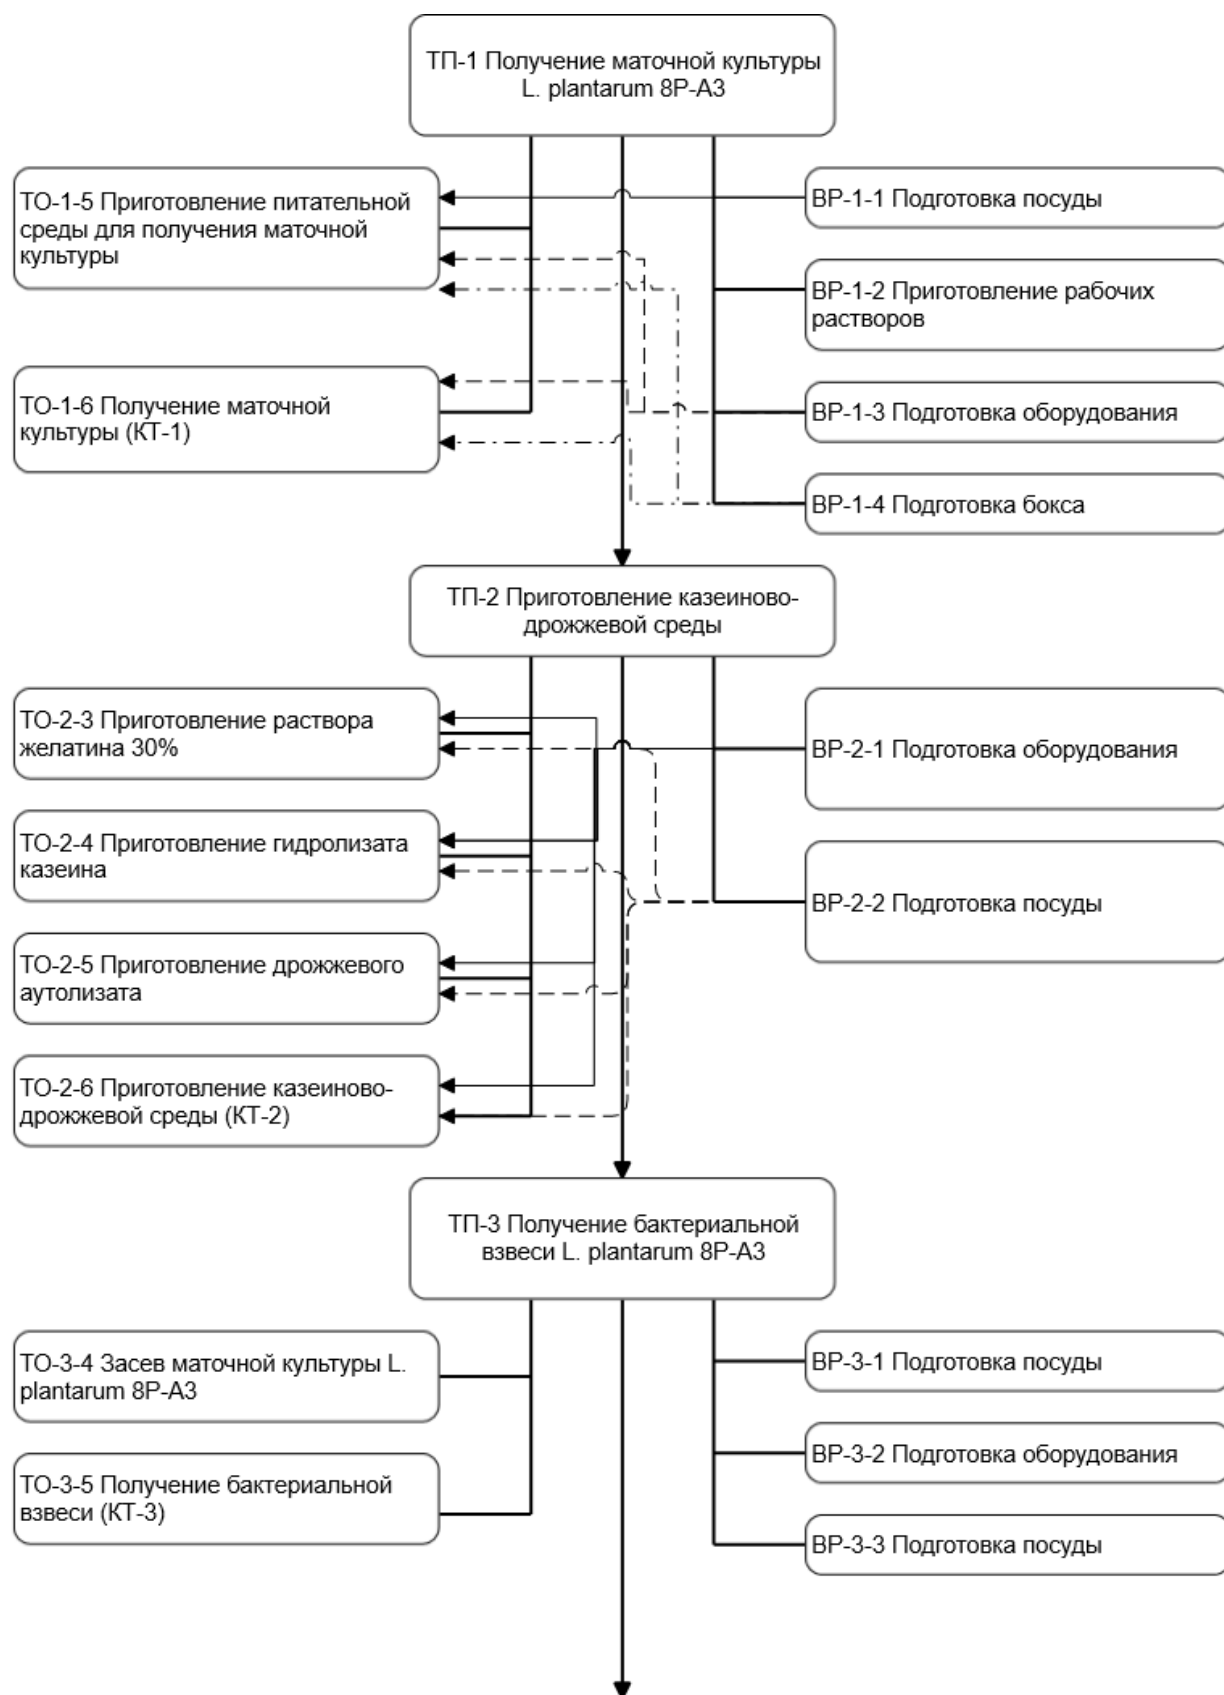 ТП-1 Получение маточной культуры
L. plantarum 8P-A3
ТО-1-5 Приготовление питательной
среды для получения маточной
культуры
ВР-1-1 Подготовка посуды
ВР-1-2 Приготовление рабочих
растворов
ТО-1-6 Получение маточной
культуры (КТ-1)
ВР-1-3 Подготовка оборудования
ВР-1-4 Подготовка бокса
ТП-2 Приготовление казеиново-
дрожжевой среды
ТО-2-3 Приготовление раствора
желатина 30%
ВР-2-1 Подготовка оборудования
ТО-2-4 Приготовление гидролизата
казеина
ВР-2-2 Подготовка посуды
ТО-2-5 Приготовление дрожжевого
аутолизата
ТО-2-6 Приготовление казеиново-
дрожжевой среды (КТ-2)
ТП-3 Получение бактериальной
взвеси L. plantarum 8P-A3
ТО-3-4 Засев маточной культуры L.
plantarum 8P-A3
ВР-3-1 Подготовка посуды
ВР-3-2 Подготовка оборудования
ТО-3-5 Получение бактериальной
взвеси (КТ-3)
ВР-3-3 Подготовка посуды